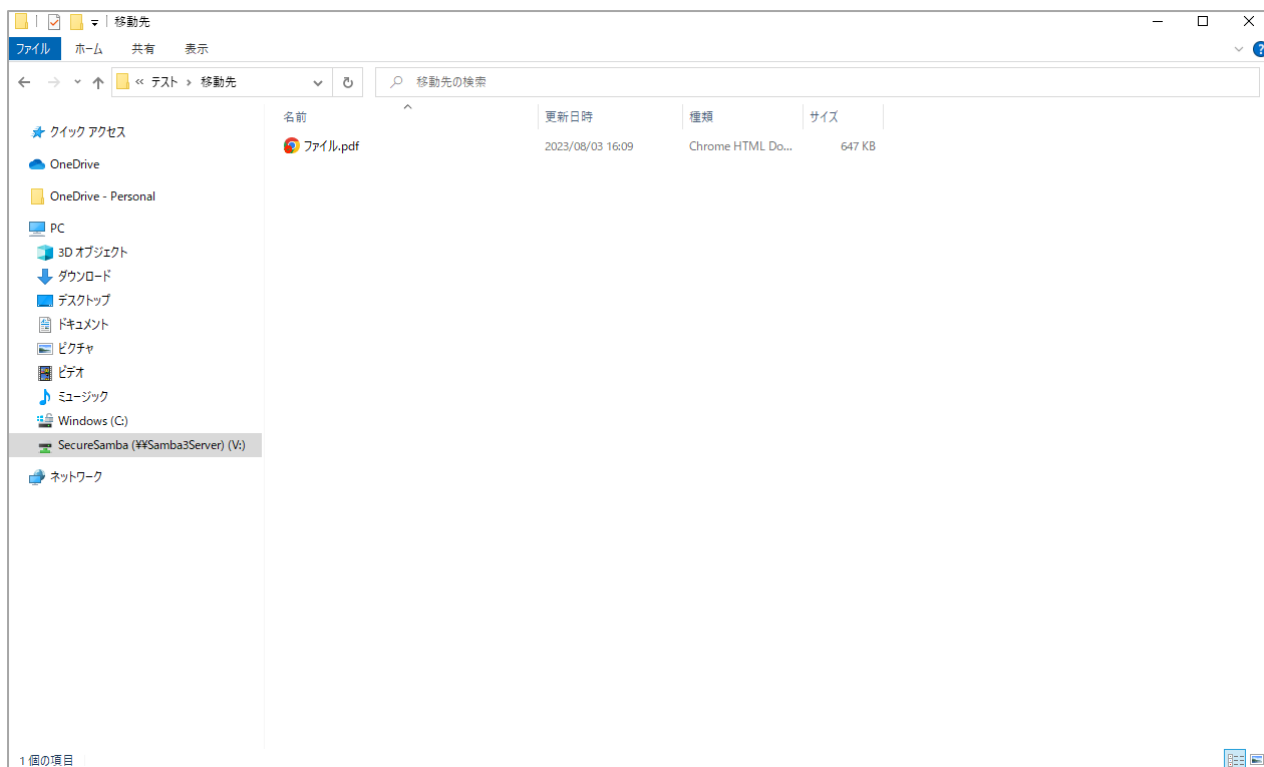 移動先
ファイル ホーム 共有 表示
« テスト › 移動先 移動先の検索
名前 更新日時 種類 サイズ
ファイル.pdf 2023/08/03 16:09 Chrome HTML Do... 647 KB
クイック アクセス
OneDrive
OneDrive - Personal
PC
3D オブジェクト
ダウンロード
デスクトップ
ドキュメント
ピクチャ
ビデオ
ミュージック
Windows (C:)
SecureSamba (¥¥Samba3Server) (V:)
ネットワーク
1 個の項目